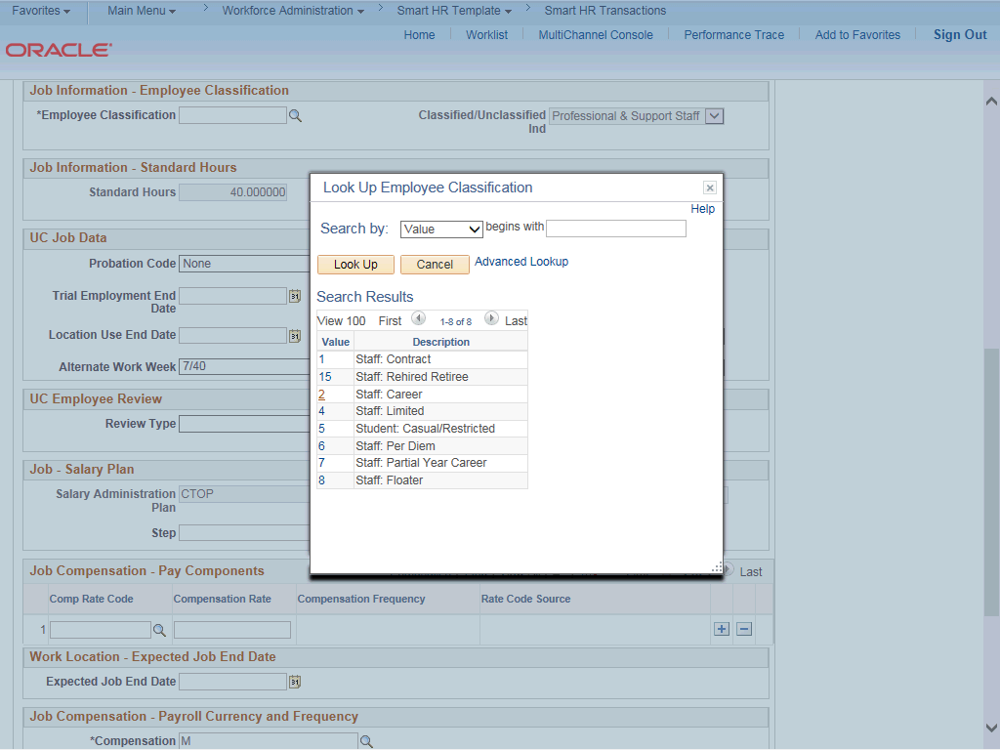 Favorites Main Menu > Workforce Administration > Smart HR Template > Smart HR Transactions
Home Worklist MultiChannel Console Performance Trace Add to Favorites Sign Out
ORACLE
Job Information - Employee Classification
*Employee Classification
Classified/Unclassified Ind Professional & Support Staff
Job Information - Standard Hours
Standard Hours 40.000000
UC Job Data
Probation Code None
Trial Employment End
Date
Location Use End Date
Alternate Work Week 7/40
UC Employee Review
Review Type
Job - Salary Plan
Salary Administration
Plan CTOP
Step
Look Up Employee Classification
Help
Search by: Value begins with
Look Up Cancel Advanced Lookup
Search Results
View 100 First 1-8 of 8 Last
Value Description
1 Staff: Contract
15 Staff: Rehired Retiree
2 Staff: Career
4 Staff: Limited
5 Student: Casual/Restricted
6 Staff: Per Diem
7 Staff: Partial Year Career
8 Staff: Floater
Job Compensation - Pay Components Last
Comp Rate Code Compensation Rate Compensation Frequency Rate Code Source
1
Work Location - Expected Job End Date
Expected Job End Date
Job Compensation - Payroll Currency and Frequency
*Compensation M